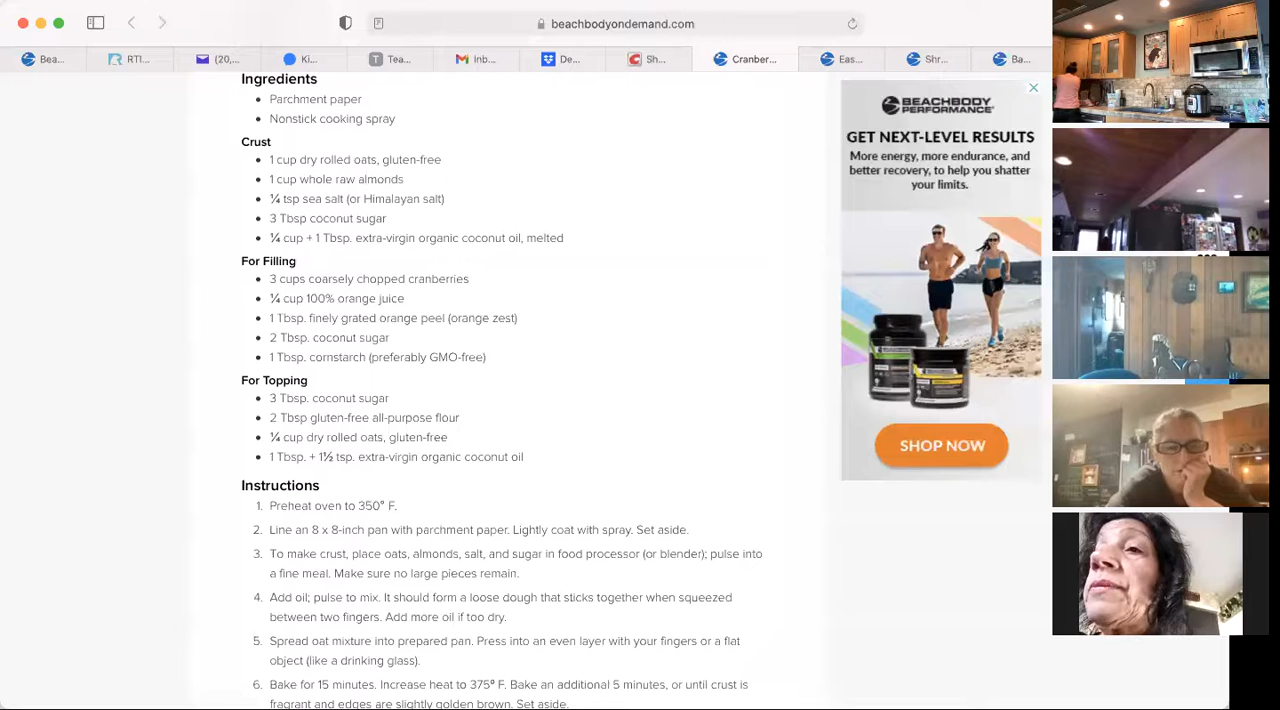 beachbodyondemand.com
Bea...
RTI...
(20,...
Ki...
Tea...
Inb...
De...
Sh...
Cranber...
Eas...
Shr...
Ba...
Ingredients
Parchment paper
Nonstick cooking spray
Crust
1 cup dry rolled oats, gluten-free
1 cup whole raw almonds
¼ tsp sea salt (or Himalayan salt)
3 Tbsp coconut sugar
¼ cup + 1 Tbsp. extra-virgin organic coconut oil, melted
For Filling
3 cups coarsely chopped cranberries
¼ cup 100% orange juice
1 Tbsp. finely grated orange peel (orange zest)
2 Tbsp. coconut sugar
1 Tbsp. cornstarch (preferably GMO-free)
For Topping
3 Tbsp. coconut sugar
2 Tbsp gluten-free all-purpose flour
¼ cup dry rolled oats, gluten-free
1 Tbsp. + 1½ tsp. extra-virgin organic coconut oil
Instructions
1. Preheat oven to 350° F.
2. Line an 8 x 8-inch pan with parchment paper. Lightly coat with spray. Set aside.
3. To make crust, place oats, almonds, salt, and sugar in food processor (or blender); pulse into
a fine meal. Make sure no large pieces remain.
4. Add oil; pulse to mix. It should form a loose dough that sticks together when squeezed
between two fingers. Add more oil if too dry.
5. Spread oat mixture into prepared pan. Press into an even layer with your fingers or a flat
object (like a drinking glass).
6. Bake for 15 minutes. Increase heat to 375° F. Bake an additional 5 minutes, or until crust is
fragrant and edges are slightly golden brown. Set aside.
BEACHBODY
PERFORMANCE
GET NEXT-LEVEL RESULTS
More energy, more endurance, and
better recovery, to help you shatter
your limits.
SHOP NOW